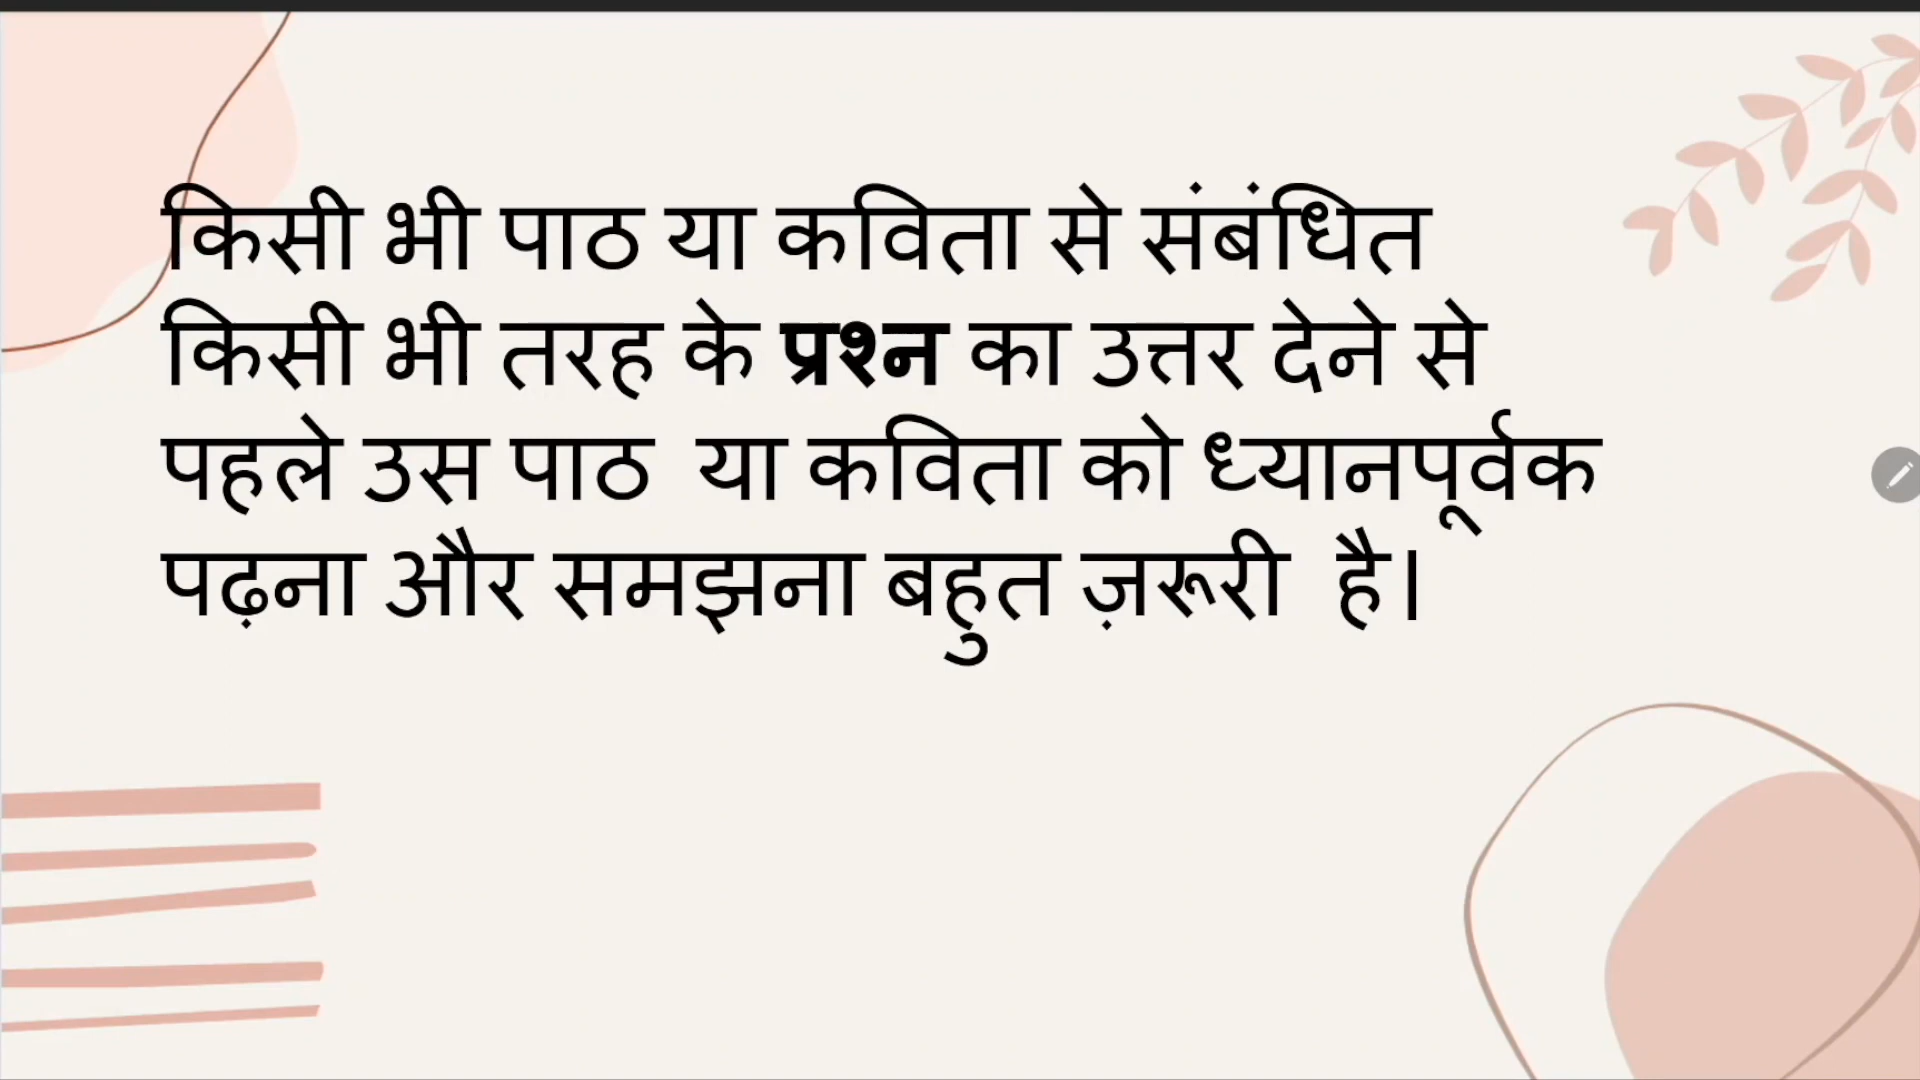 किसी भी पाठ या कविता से संबंधित
किसी भी तरह के प्रश्न का उत्तर देने से
पहले उस पाठ  या कविता को ध्यानपूर्वक
पढ़ना और समझना बहुत ज़रूरी  है।